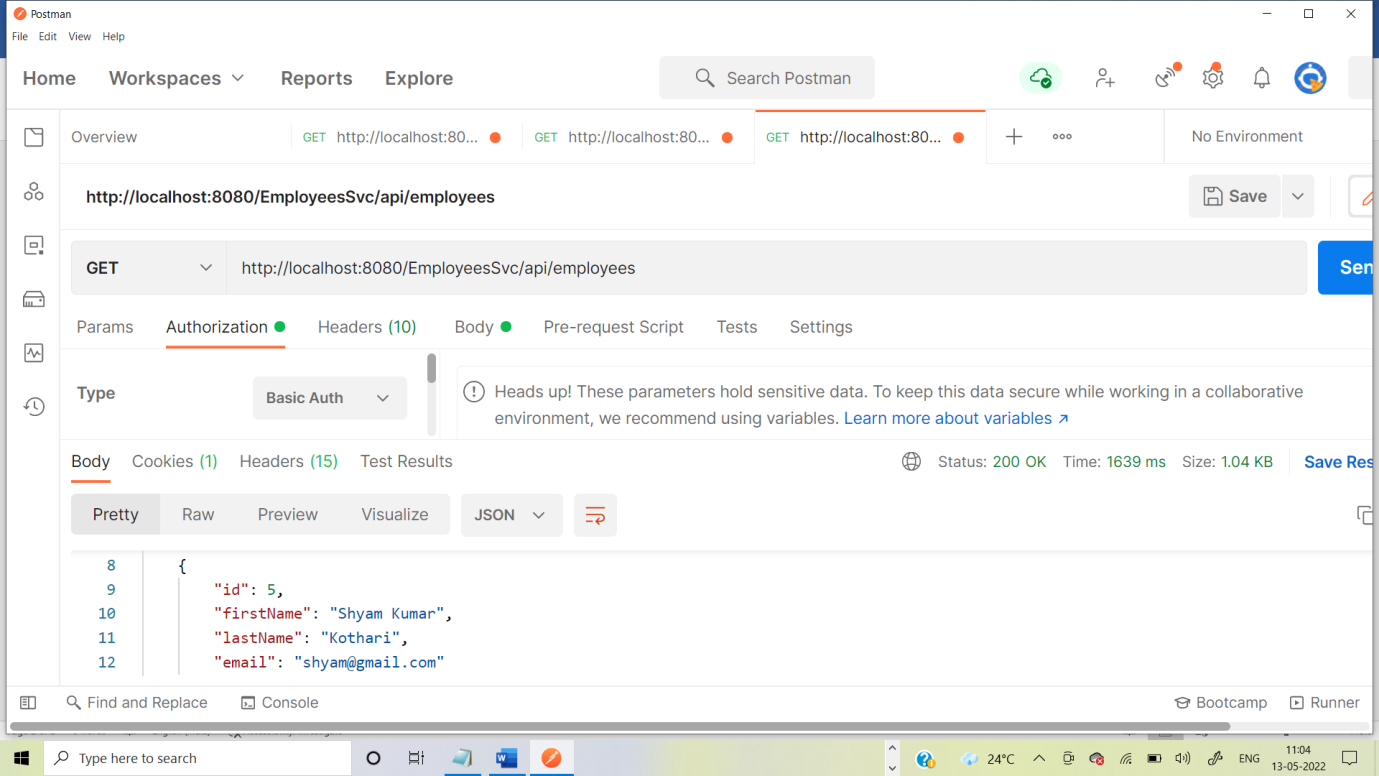 Postman
File Edit View Help
Home Workspaces Reports Explore Search Postman
Overview GET http://localhost:80... GET http://localhost:80... GET http://localhost:80... No Environment
http://localhost:8080/EmployeesSvc/api/employees Save
GET http://localhost:8080/EmployeesSvc/api/employees Sen
Params Authorization Headers (10) Body Pre-request Script Tests Settings
Type Basic Auth Heads up! These parameters hold sensitive data. To keep this data secure while working in a collaborative
environment, we recommend using variables. Learn more about variables ↗
Body Cookies (1) Headers (15) Test Results Status: 200 OK Time: 1639 ms Size: 1.04 KB Save Res
Pretty Raw Preview Visualize JSON
8 {
9 "id": 5,
10 "firstName": "Shyam Kumar",
11 "lastName": "Kothari",
12 "email": "shyam@gmail.com"
Find and Replace Console Bootcamp Runner
Type here to search 24°C ENG 11:04
13-05-2022